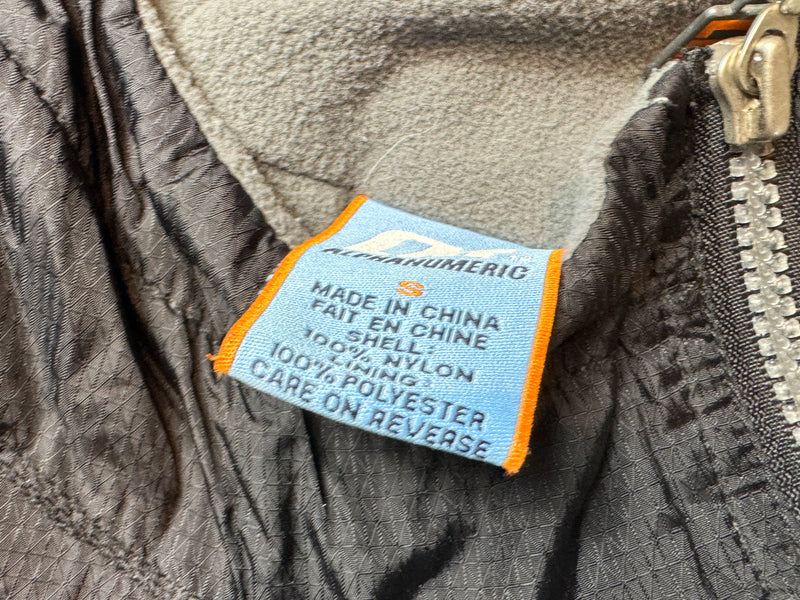 ALPHANUMERIC
S
MADE IN CHINA
FAIT EN CHINE
SHELL:
100% NYLON
LINING:
100% POLYESTER
CARE ON REVERSE